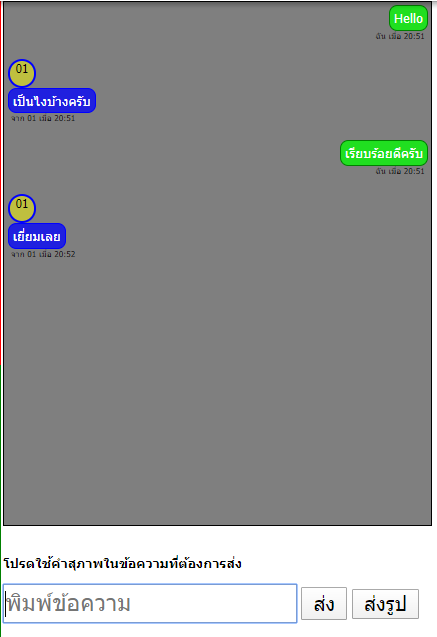 Hello
ฉัน เมื่อ 20:51
01
เป็นไงบ้างครับ
จาก 01 เมื่อ 20:51
เรียบร้อยดีครับ
ฉัน เมื่อ 20:51
01
เยี่ยมเลย
จาก 01 เมื่อ 20:52
โปรดใช้คำสุภาพในข้อความที่ต้องการส่ง
พิมพ์ข้อความ ส่ง ส่งรูป